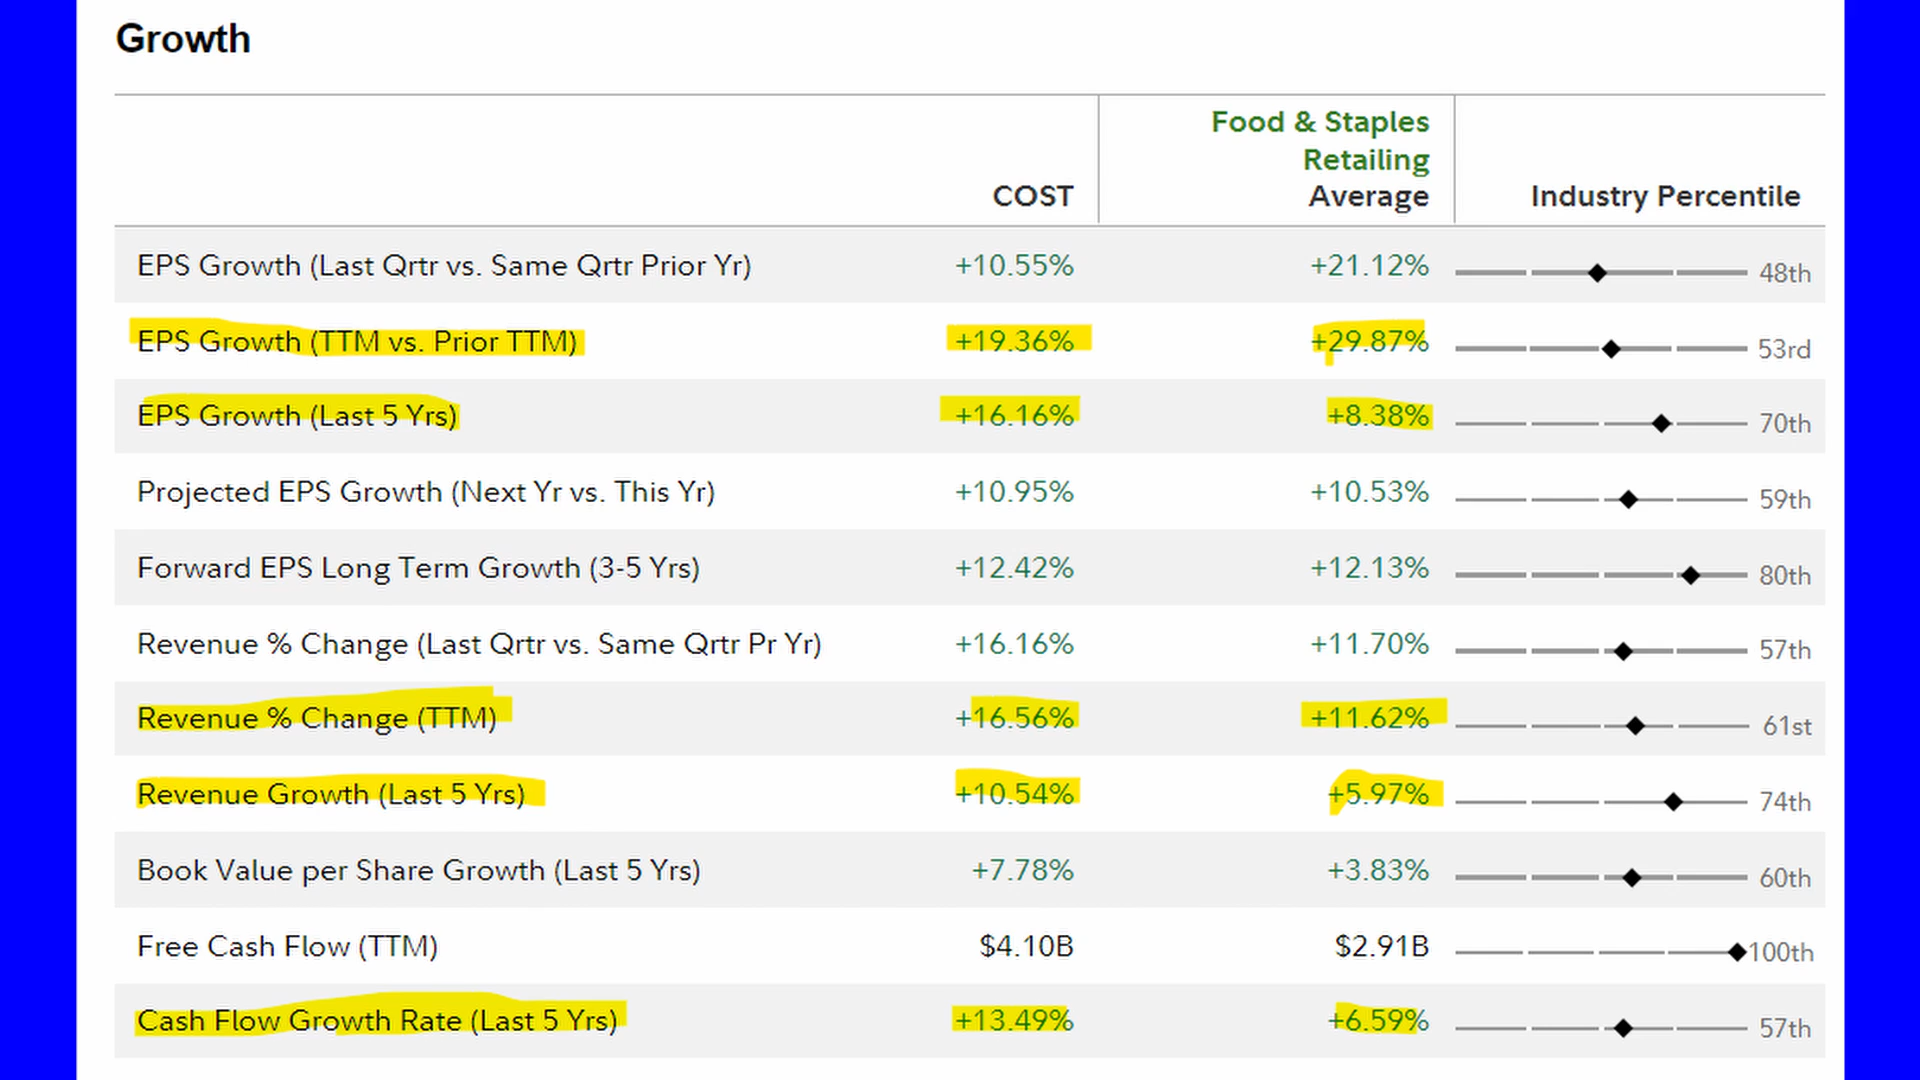 Growth
COST
Food & Staples
Retailing
Average
Industry Percentile
EPS Growth (Last Qrtr vs. Same Qrtr Prior Yr) +10.55% +21.12% 48th
EPS Growth (TTM vs. Prior TTM) +19.36% +29.87% 53rd
EPS Growth (Last 5 Yrs) +16.16% +8.38% 70th
Projected EPS Growth (Next Yr vs. This Yr) +10.95% +10.53% 59th
Forward EPS Long Term Growth (3-5 Yrs) +12.42% +12.13% 80th
Revenue % Change (Last Qrtr vs. Same Qrtr Pr Yr) +16.16% +11.70% 57th
Revenue % Change (TTM) +16.56% +11.62% 61st
Revenue Growth (Last 5 Yrs) +10.54% +5.97% 74th
Book Value per Share Growth (Last 5 Yrs) +7.78% +3.83% 60th
Free Cash Flow (TTM) $4.10B $2.91B 100th
Cash Flow Growth Rate (Last 5 Yrs) +13.49% +6.59% 57th